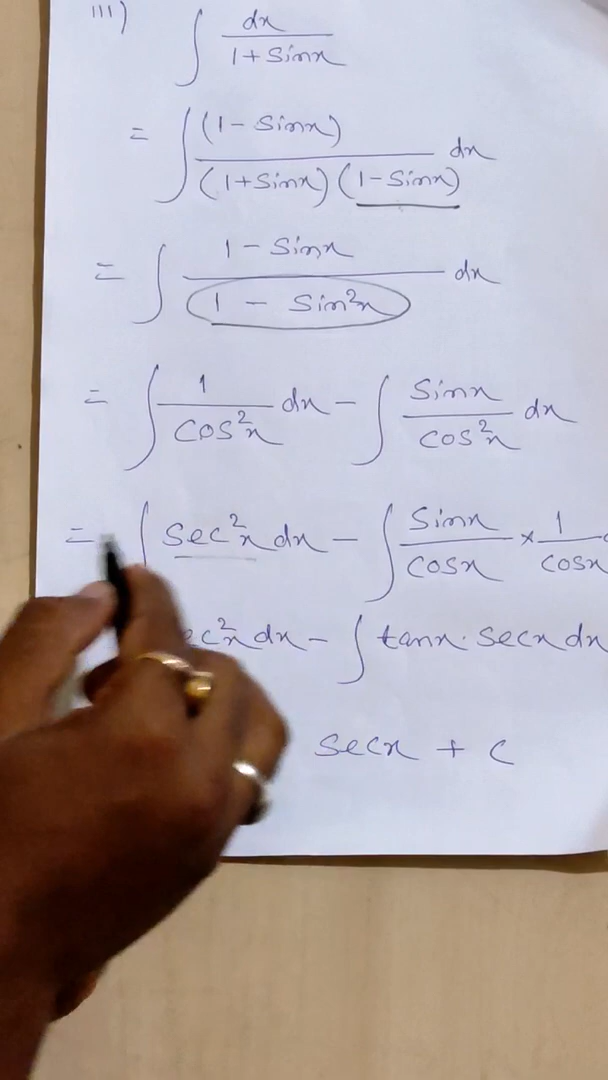 III) ∫ dx / (1 + Sinx)
= ∫ (1 - Sinx) / (1 + Sinx) (1 - Sinx) dx
= ∫ 1 - Sinx / 1 - Sin²x dx
= ∫ 1 / Cos²x dx - ∫ Sinx / Cos²x dx
= ∫ Sec²x dx - ∫ Sinx / Cosx × 1 / Cosx
ec²x dx - ∫ tanx · Secx dx
Secx + C